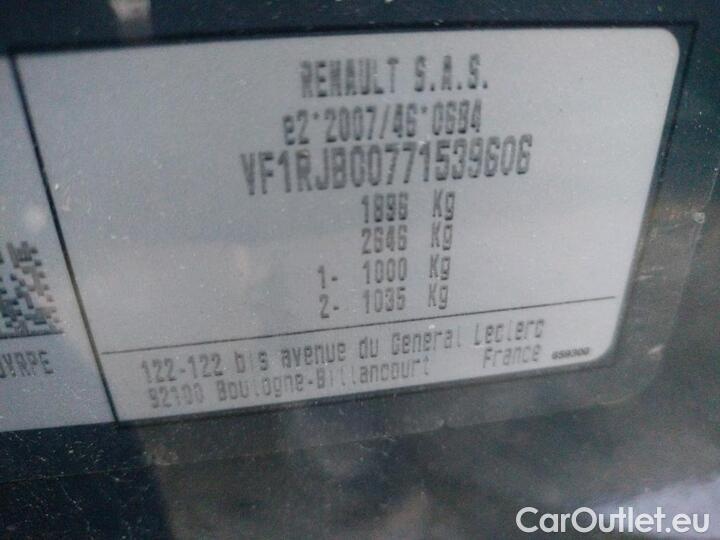 RENAULT S.A.S.
e2*2007/46*0684
VF1RJB00771539606
1896 Kg
2646 Kg
1- 1000 Kg
2- 1035 Kg
122-122 bis avenue du General Leclerc
92100 Boulogne-Billancourt France
CarOutlet.eu